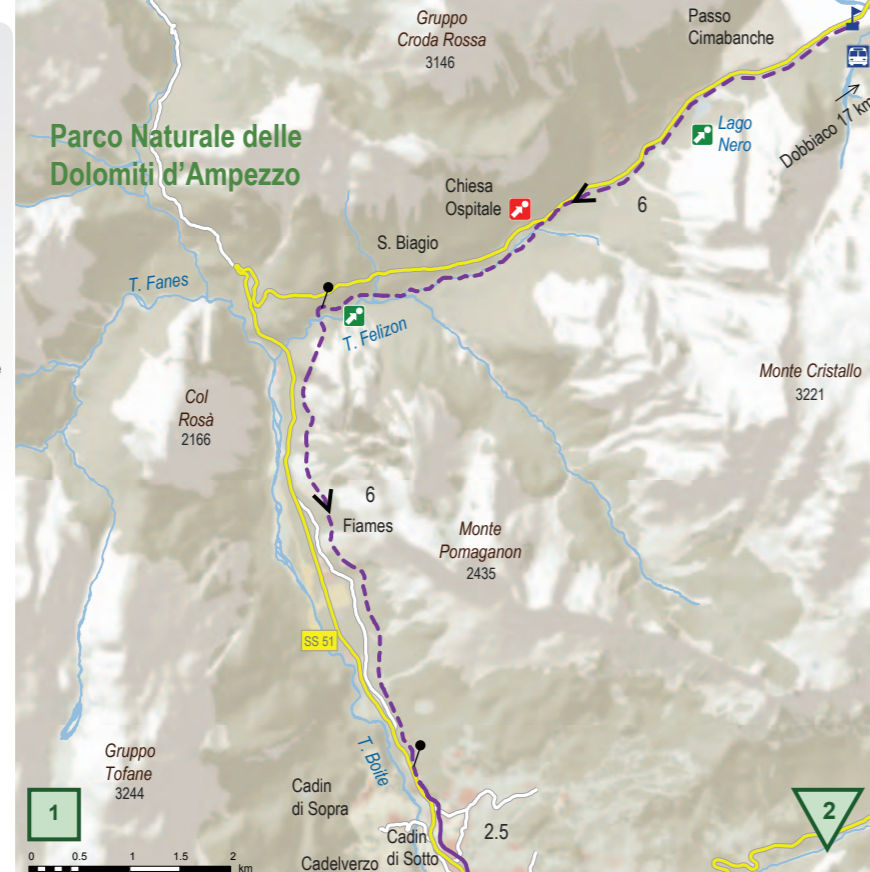 Gruppo
Croda Rossa
3146
Passo
Cimabanche
Parco Naturale delle
Dolomiti d'Ampezzo
Lago
Nero
Dobbiaco 17 km
Chiesa
Ospitale
6
S. Biagio
T. Fanes
T. Felizon
Monte Cristallo
3221
Col
Rosà
2166
6
Fiames
Monte
Pomaganon
2435
SS 51
T. Boite
Gruppo
Tofane
3244
Cadin
di Sopra
1
2
2.5
Cadin
di Sotto
Cadelverzo
0 0.5 1 1.5 2
km